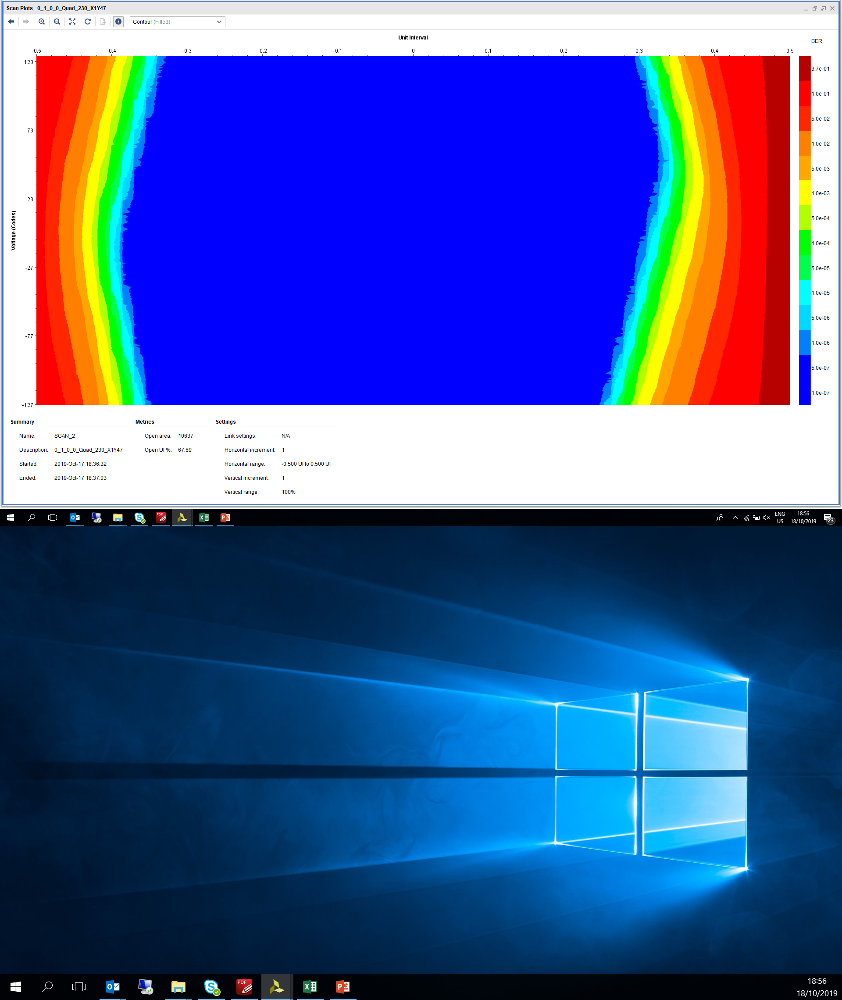 Scan Plots - 0_1_0_0_Quad_230_X1Y47
Contour (Filled)
Unit Interval
BER
-0.5 -0.4 -0.3 -0.2 -0.1 0 0.1 0.2 0.3 0.4 0.5
123
73
23
-27
-77
-127
Voltage (Codes)
3.7e-01
1.0e-01
5.0e-02
1.0e-02
5.0e-03
1.0e-03
5.0e-04
1.0e-04
5.0e-05
1.0e-05
5.0e-06
1.0e-06
5.0e-07
1.0e-07
Summary
Name: SCAN_2
Description: 0_1_0_0_Quad_230_X1Y47
Started: 2019-Oct-17 18:36:32
Ended: 2019-Oct-17 18:37:03
Metrics
Open area: 10637
Open UI %: 67.69
Settings
Link settings: N/A
Horizontal increment: 1
Horizontal range: -0.500 UI to 0.500 UI
Vertical increment: 1
Vertical range: 100%
PDF
ENG
US
18:56
18/10/2019
23
PDF
18:56
18/10/2019